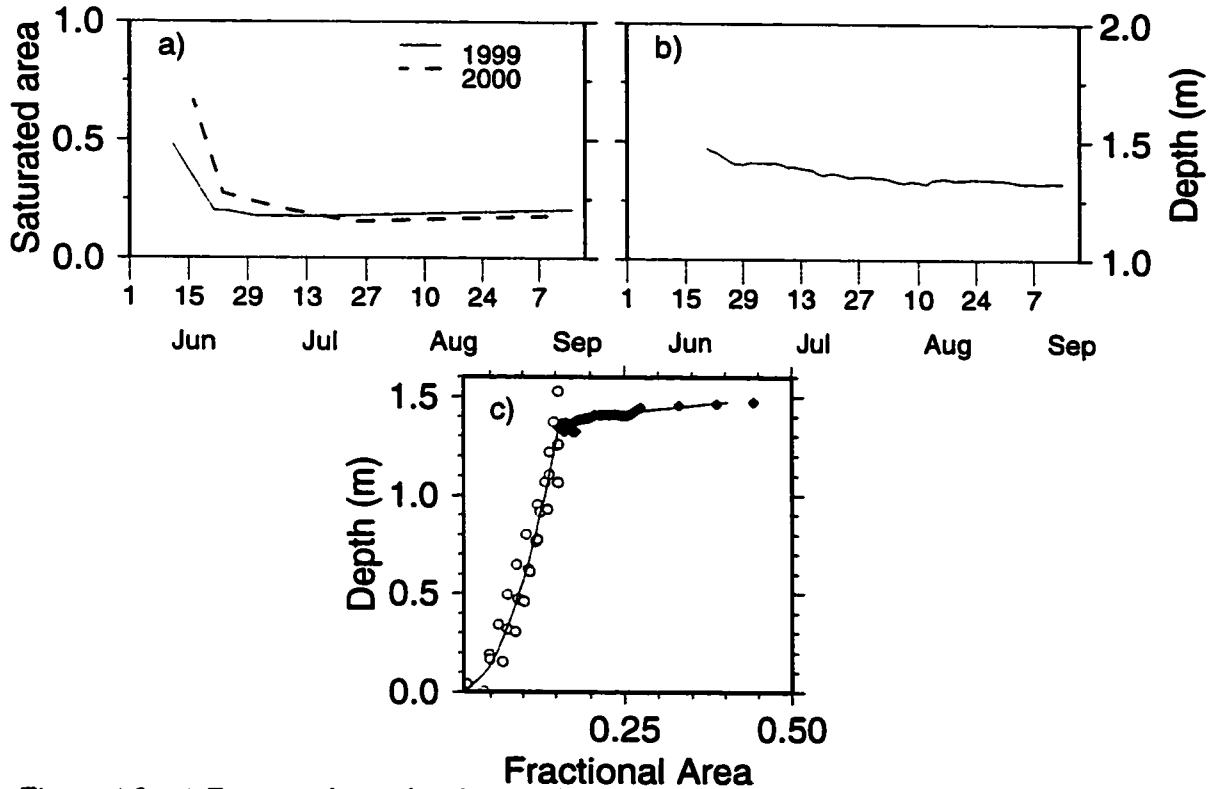 1.0
0.5
0.0
Saturated area
a)
1999
2000
1 15 29 13 27 10 24 7
Jun Jul Aug Sep
b)
2.0
1.5
1.0
Depth (m)
1 15 29 13 27 10 24 7
Jun Jul Aug Sep
c)
1.5
1.0
0.5
0.0
Depth (m)
0.25 0.50
Fractional Area